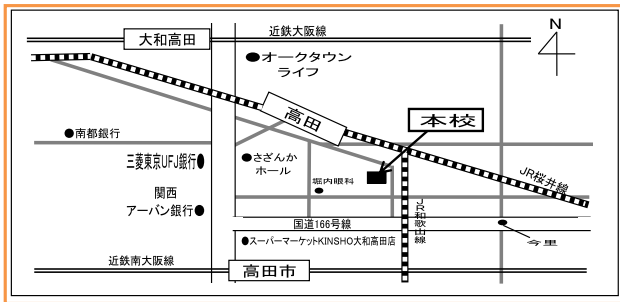 近鉄大阪線
大和高田
N
●オークタウン
ライフ
高田
本校
●南都銀行
三菱東京UFJ銀行●
●さざんか
ホール
堀内眼科
●
JR桜井線
関西
アーバン銀行●
JR和歌山線
国道166号線
●スーパーマーケットKINSHO大和高田店
今里
近鉄南大阪線
高田市